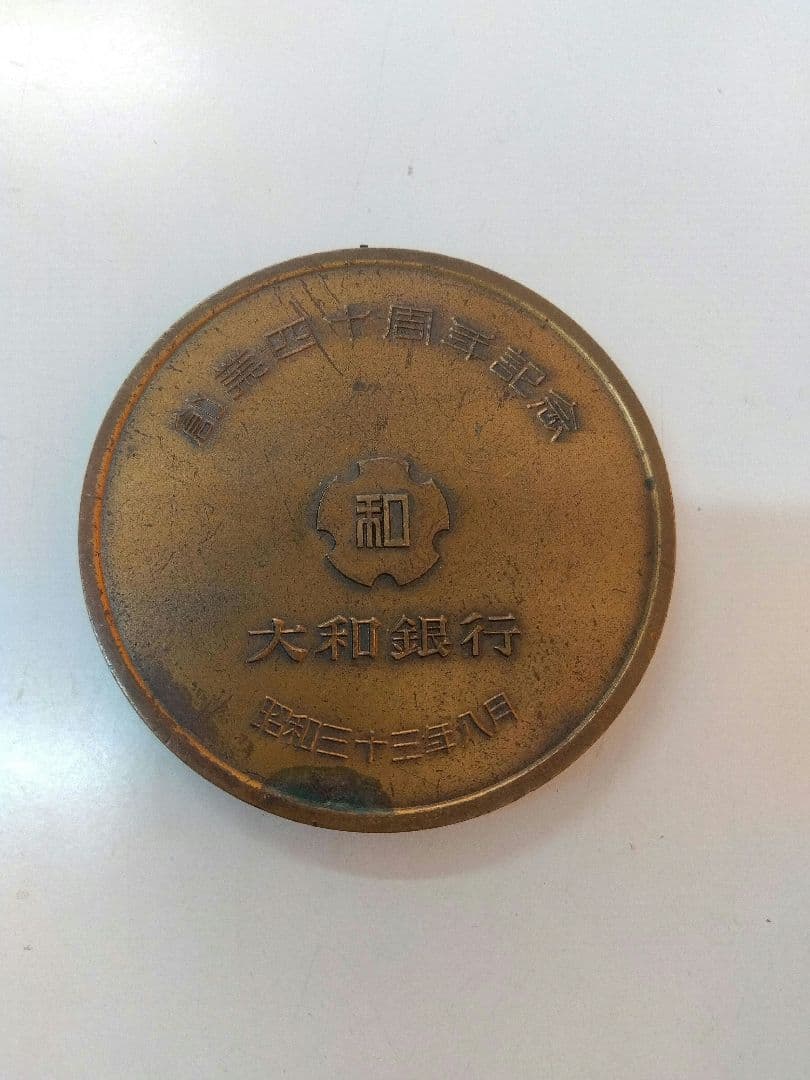 創業四十周年記念
和
大和銀行
昭和三十三年八月